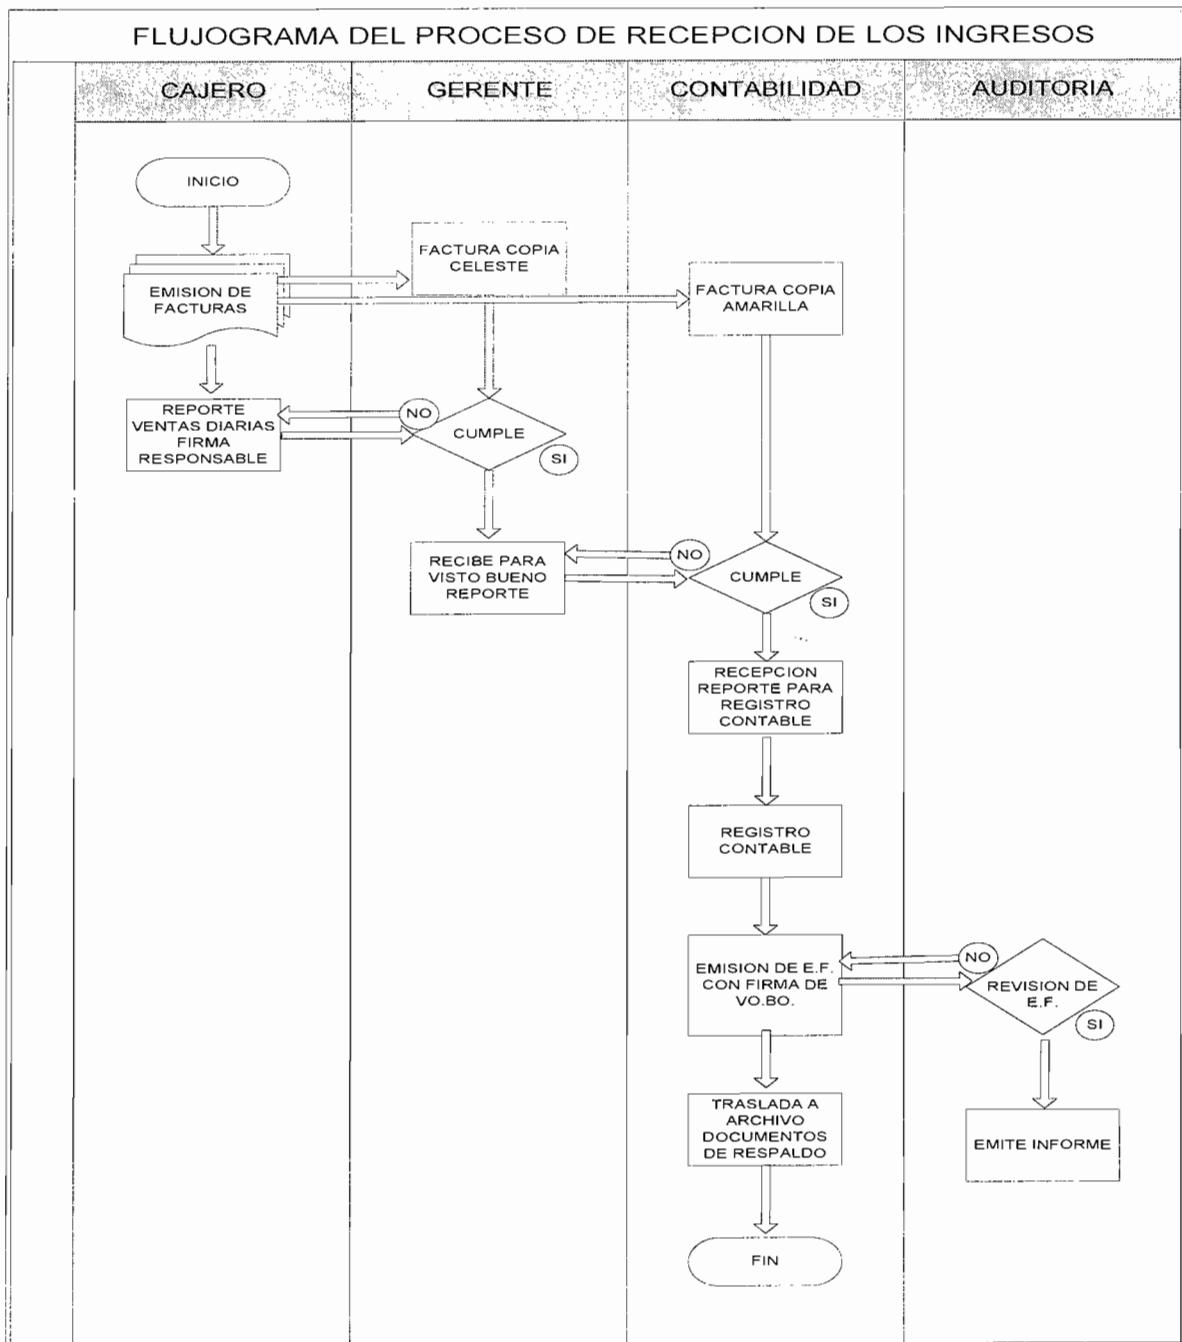 FLUJOGRAMA DEL PROCESO DE RECEPCION DE LOS INGRESOS
CAJERO
GERENTE
CONTABILIDAD
AUDITORIA
INICIO
FACTURA COPIA
CELESTE
EMISION DE
FACTURAS
FACTURA COPIA
AMARILLA
REPORTE
VENTAS DIARIAS
FIRMA
RESPONSABLE
NO
CUMPLE
SI
RECIBE PARA
VISTO BUENO
REPORTE
NO
CUMPLE
SI
RECEPCION
REPORTE PARA
REGISTRO
CONTABLE
REGISTRO
CONTABLE
EMISION DE E.F.
CON FIRMA DE
VO.BO.
NO
REVISION DE
E.F.
SI
TRASLADA A
ARCHIVO
DOCUMENTOS
DE RESPALDO
EMITE INFORME
FIN